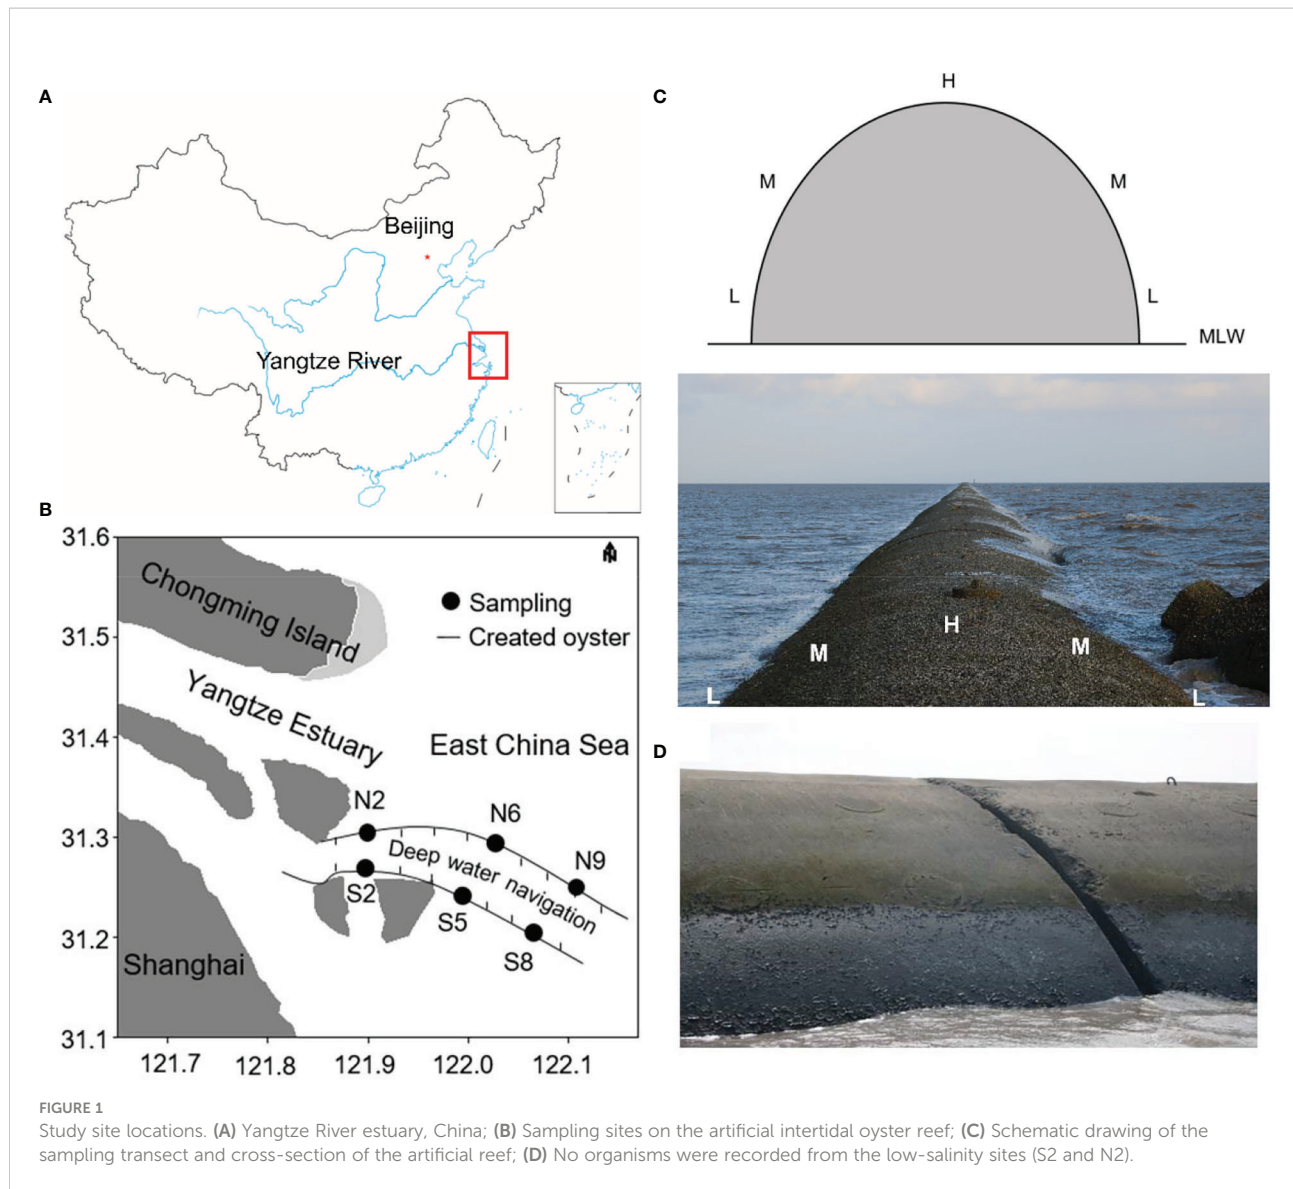 A
Beijing
Yangtze River
B
31.6
31.5
31.4
31.3
31.2
31.1
121.7 121.8 121.9 122.0 122.1
N
Chongming Island
Sampling
Created oyster
Yangtze Estuary
East China Sea
N2
N6
N9
Deep water navigation
S2
S5
S8
Shanghai
C
H
M M
L L
MLW
H
M M
L L
D
FIGURE 1
Study site locations. (A) Yangtze River estuary, China; (B) Sampling sites on the artificial intertidal oyster reef; (C) Schematic drawing of the
sampling transect and cross-section of the artificial reef; (D) No organisms were recorded from the low-salinity sites (S2 and N2).